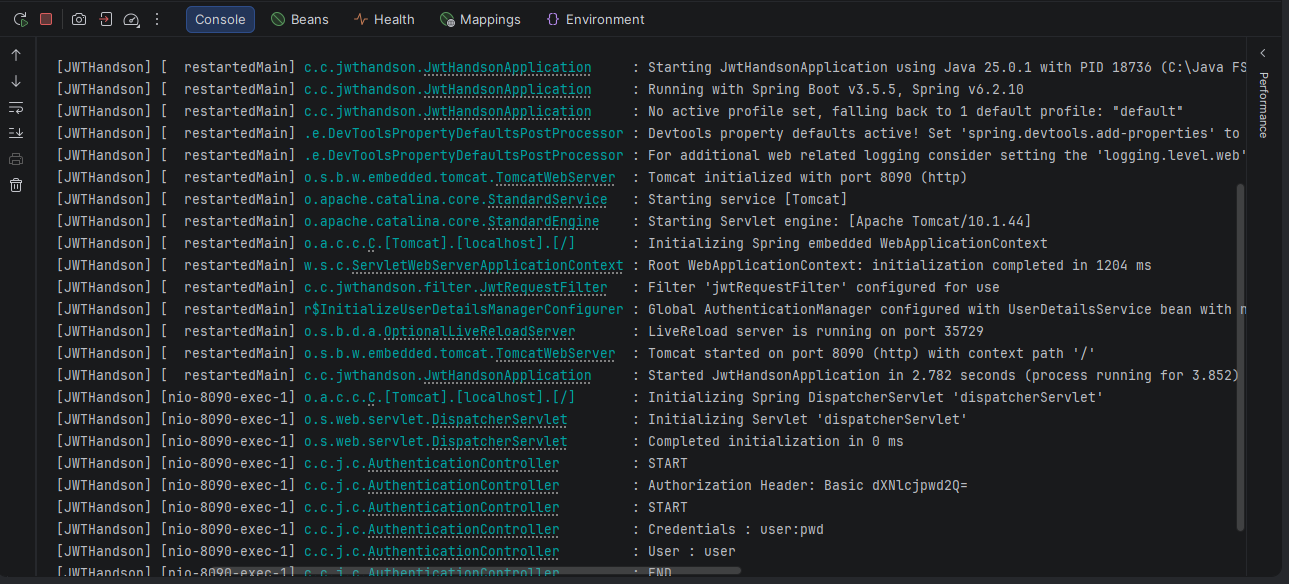 Console Beans Health Mappings Environment
[JWTHandson] [  restartedMain] c.c.jwthandson.JwtHandsonApplication : Starting JwtHandsonApplication using Java 25.0.1 with PID 18736 (C:\Java FS
[JWTHandson] [  restartedMain] c.c.jwthandson.JwtHandsonApplication : Running with Spring Boot v3.5.5, Spring v6.2.10
[JWTHandson] [  restartedMain] c.c.jwthandson.JwtHandsonApplication : No active profile set, falling back to 1 default profile: "default"
[JWTHandson] [  restartedMain] .e.DevToolsPropertyDefaultsPostProcessor : Devtools property defaults active! Set 'spring.devtools.add-properties' to
[JWTHandson] [  restartedMain] .e.DevToolsPropertyDefaultsPostProcessor : For additional web related logging consider setting the 'logging.level.web'
[JWTHandson] [  restartedMain] o.s.b.w.embedded.tomcat.TomcatWebServer : Tomcat initialized with port 8090 (http)
[JWTHandson] [  restartedMain] o.apache.catalina.core.StandardService : Starting service [Tomcat]
[JWTHandson] [  restartedMain] o.apache.catalina.core.StandardEngine : Starting Servlet engine: [Apache Tomcat/10.1.44]
[JWTHandson] [  restartedMain] o.a.c.c.C.[Tomcat].[localhost].[/] : Initializing Spring embedded WebApplicationContext
[JWTHandson] [  restartedMain] w.s.c.ServletWebServerApplicationContext : Root WebApplicationContext: initialization completed in 1204 ms
[JWTHandson] [  restartedMain] c.c.jwthandson.filter.JwtRequestFilter : Filter 'jwtRequestFilter' configured for use
[JWTHandson] [  restartedMain] r$InitializeUserDetailsManagerConfigurer : Global AuthenticationManager configured with UserDetailsService bean with n
[JWTHandson] [  restartedMain] o.s.b.d.a.OptionalLiveReloadServer : LiveReload server is running on port 35729
[JWTHandson] [  restartedMain] o.s.b.w.embedded.tomcat.TomcatWebServer : Tomcat started on port 8090 (http) with context path '/'
[JWTHandson] [  restartedMain] c.c.jwthandson.JwtHandsonApplication : Started JwtHandsonApplication in 2.782 seconds (process running for 3.852)
[JWTHandson] [nio-8090-exec-1] o.a.c.c.C.[Tomcat].[localhost].[/] : Initializing Spring DispatcherServlet 'dispatcherServlet'
[JWTHandson] [nio-8090-exec-1] o.s.web.servlet.DispatcherServlet : Initializing Servlet 'dispatcherServlet'
[JWTHandson] [nio-8090-exec-1] o.s.web.servlet.DispatcherServlet : Completed initialization in 0 ms
[JWTHandson] [nio-8090-exec-1] c.c.j.c.AuthenticationController : START
[JWTHandson] [nio-8090-exec-1] c.c.j.c.AuthenticationController : Authorization Header: Basic dXNlcjpwd2Q=
[JWTHandson] [nio-8090-exec-1] c.c.j.c.AuthenticationController : START
[JWTHandson] [nio-8090-exec-1] c.c.j.c.AuthenticationController : Credentials : user:pwd
[JWTHandson] [nio-8090-exec-1] c.c.j.c.AuthenticationController : User : user
[JWTHandson] [nio-8090-exec-1] c.c.j.c.AuthenticationController : END
Performance